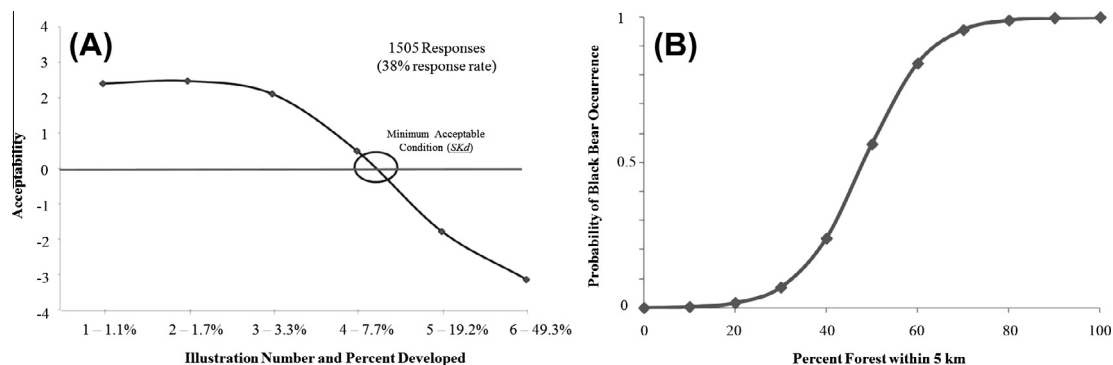 (A)
1505 Responses
(38% response rate)
Minimum Acceptable
Condition (SKd)
Acceptability
4
3
2
1
0
-1
-2
-3
-4
1 – 1.1% 2 – 1.7% 3 – 3.3% 4 – 7.7% 5 – 19.2% 6 – 49.3%
Illustration Number and Percent Developed
(B)
Probability of Black Bear Occurrence
1
0.5
0
0 20 40 60 80 100
Percent Forest within 5 km